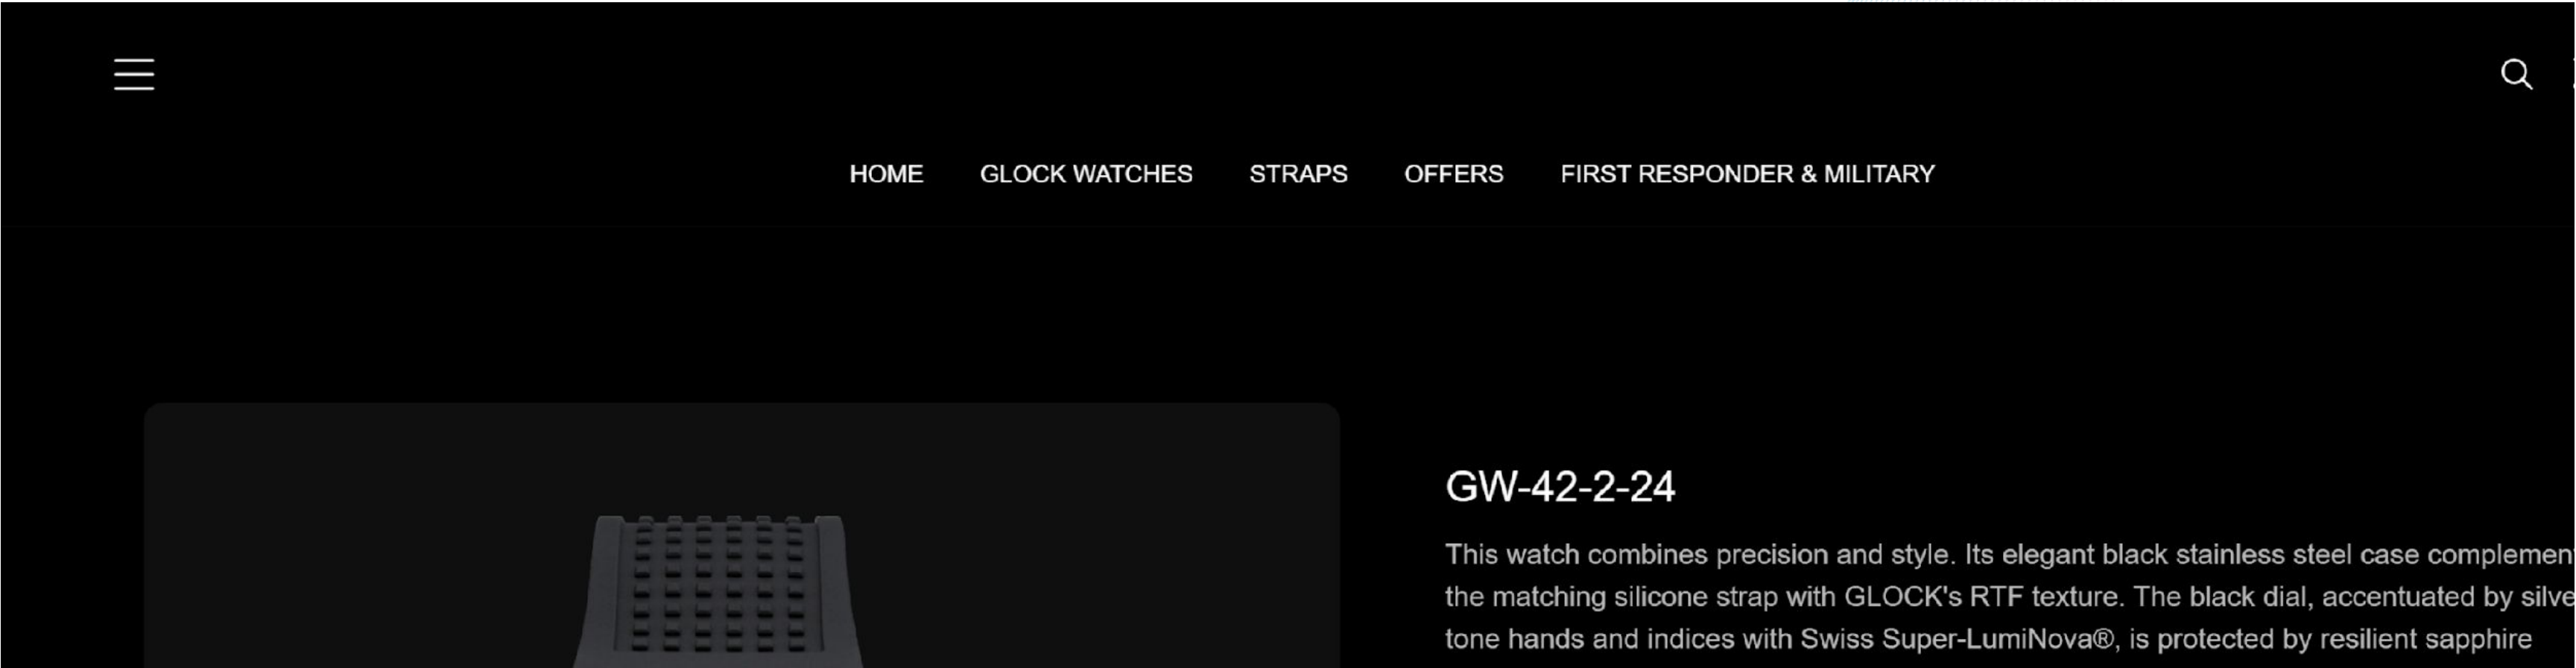 HOME GLOCK WATCHES STRAPS OFFERS FIRST RESPONDER & MILITARY
GW-42-2-24
This watch combines precision and style. Its elegant black stainless steel case
the matching silicone strap with GLOCK's RTF texture. The black dial, accentuated by
tone hands and indices with Swiss Super-LumiNova®, is protected by resilient sapphire